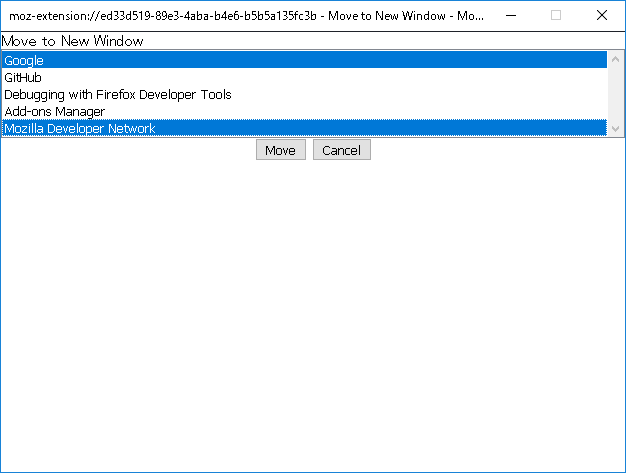 moz-extension://ed33d519-89e3-4aba-b4e6-b5b5a135fc3b - Move to New Window - Mo...
Move to New Window
Google
GitHub
Debugging with Firefox Developer Tools
Add-ons Manager
Mozilla Developer Network
Move Cancel